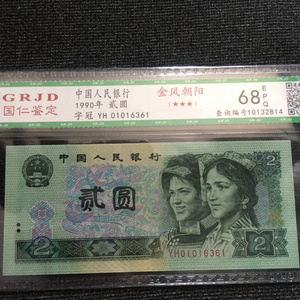 GRJD
国仁鉴定
中国人民银行
1990年 贰圆
字冠 YH 01016361
金凤朝阳
(★★★)
68 EPQ
查询编号10132814
中国人民银行
2
贰圆
YH01016361
2
2